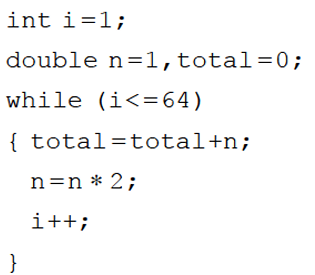 int i=1;
double n=1,total=0;
while (i<=64)
{ total=total+n;
n=n*2;
i++;
}